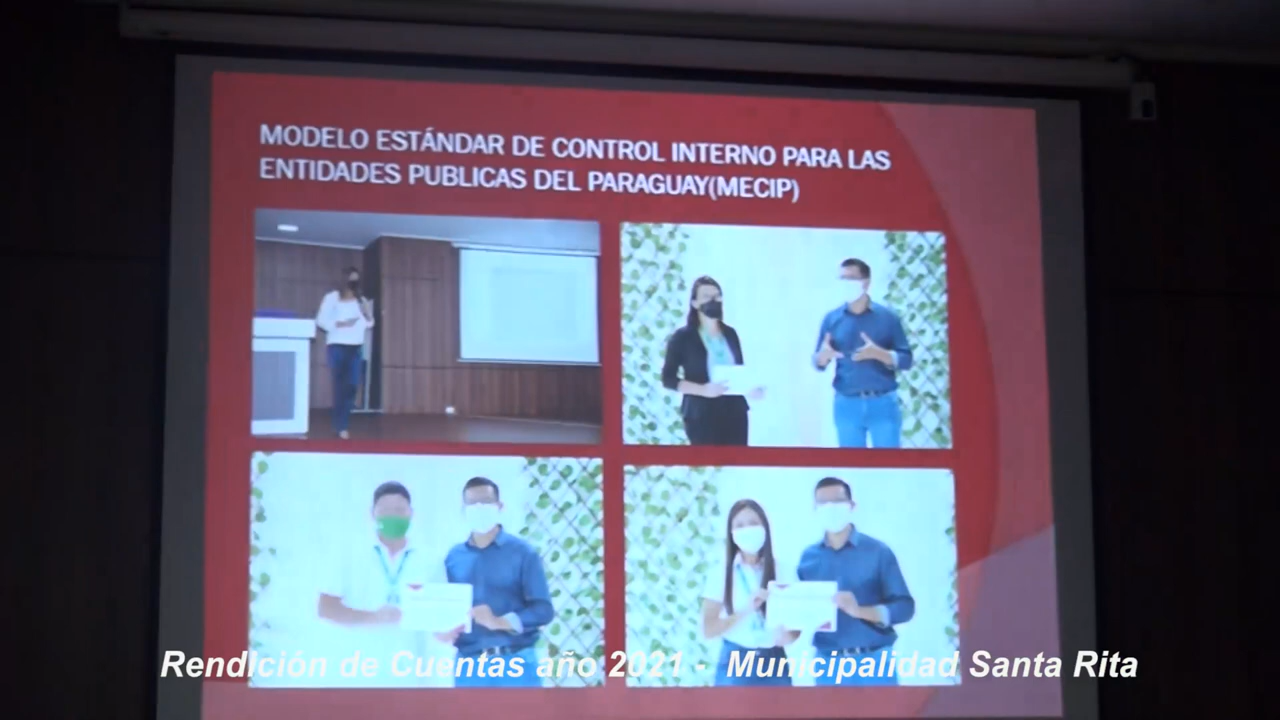 MODELO ESTÁNDAR DE CONTROL INTERNO PARA LAS
ENTIDADES PUBLICAS DEL PARAGUAY(MECIP)
RendIción de Cuentas año 2021 - Municipalidad Santa Rita